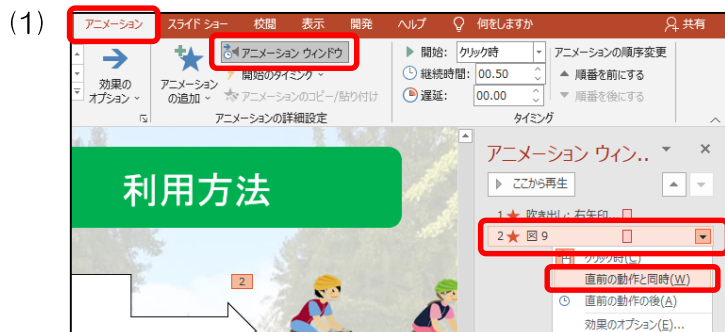 (1)
アニメーション スライド ショー 校閲 表示 開発 ヘルプ 何をしますか 共有
効果の オプション
アニメーション の追加
アニメーション ウィンドウ
開始のタイミング
アニメーションのコピー/貼り付け
アニメーションの詳細設定
開始: クリック時
継続時間: 00.50
遅延: 00.00
アニメーションの順序変更
順番を前にする
順番を後にする
タイミング
利用方法
2
アニメーション ウィン..
ここから再生
1 吹き出し: 右矢印...
2 図 9
クリック時(C)
直前の動作と同時(W)
直前の動作の後(A)
効果のオプション(E)...